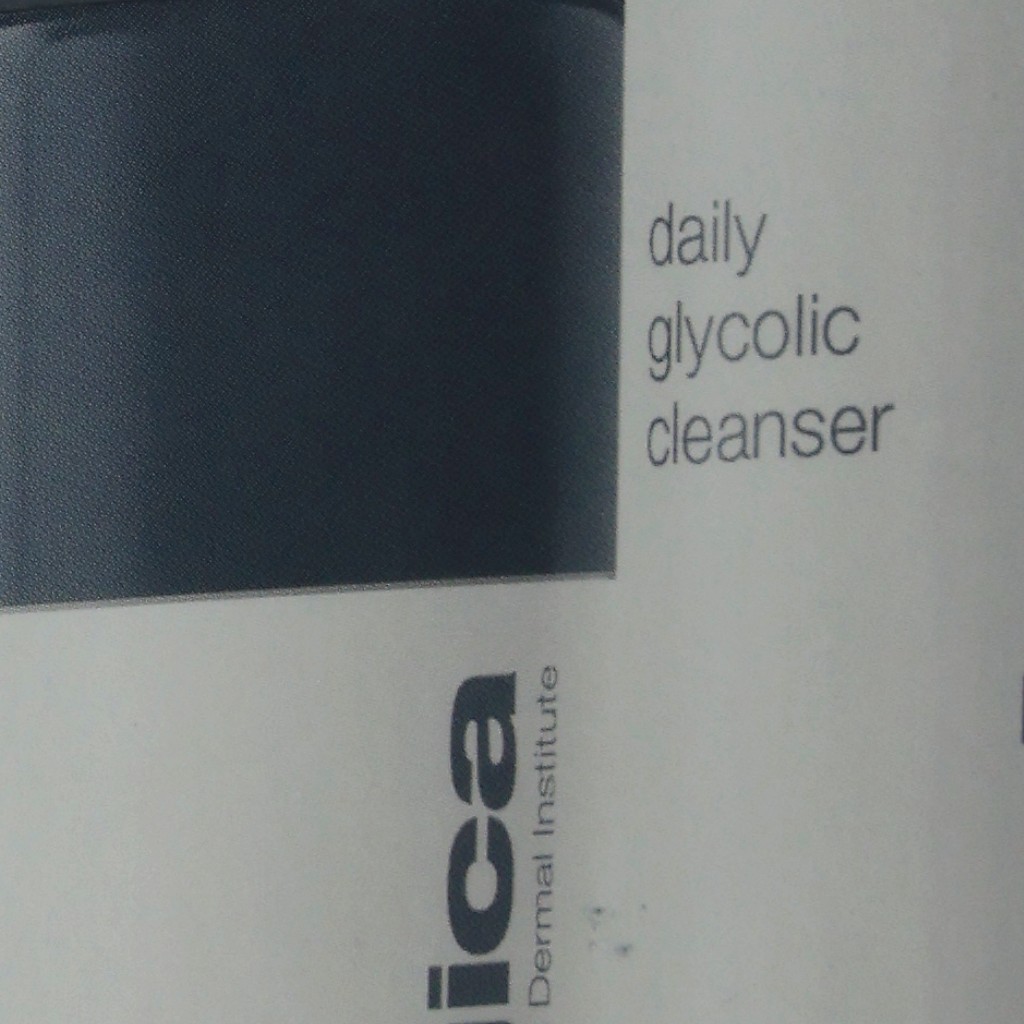 daily
glycolic
cleanser
ica
Dermal Institute